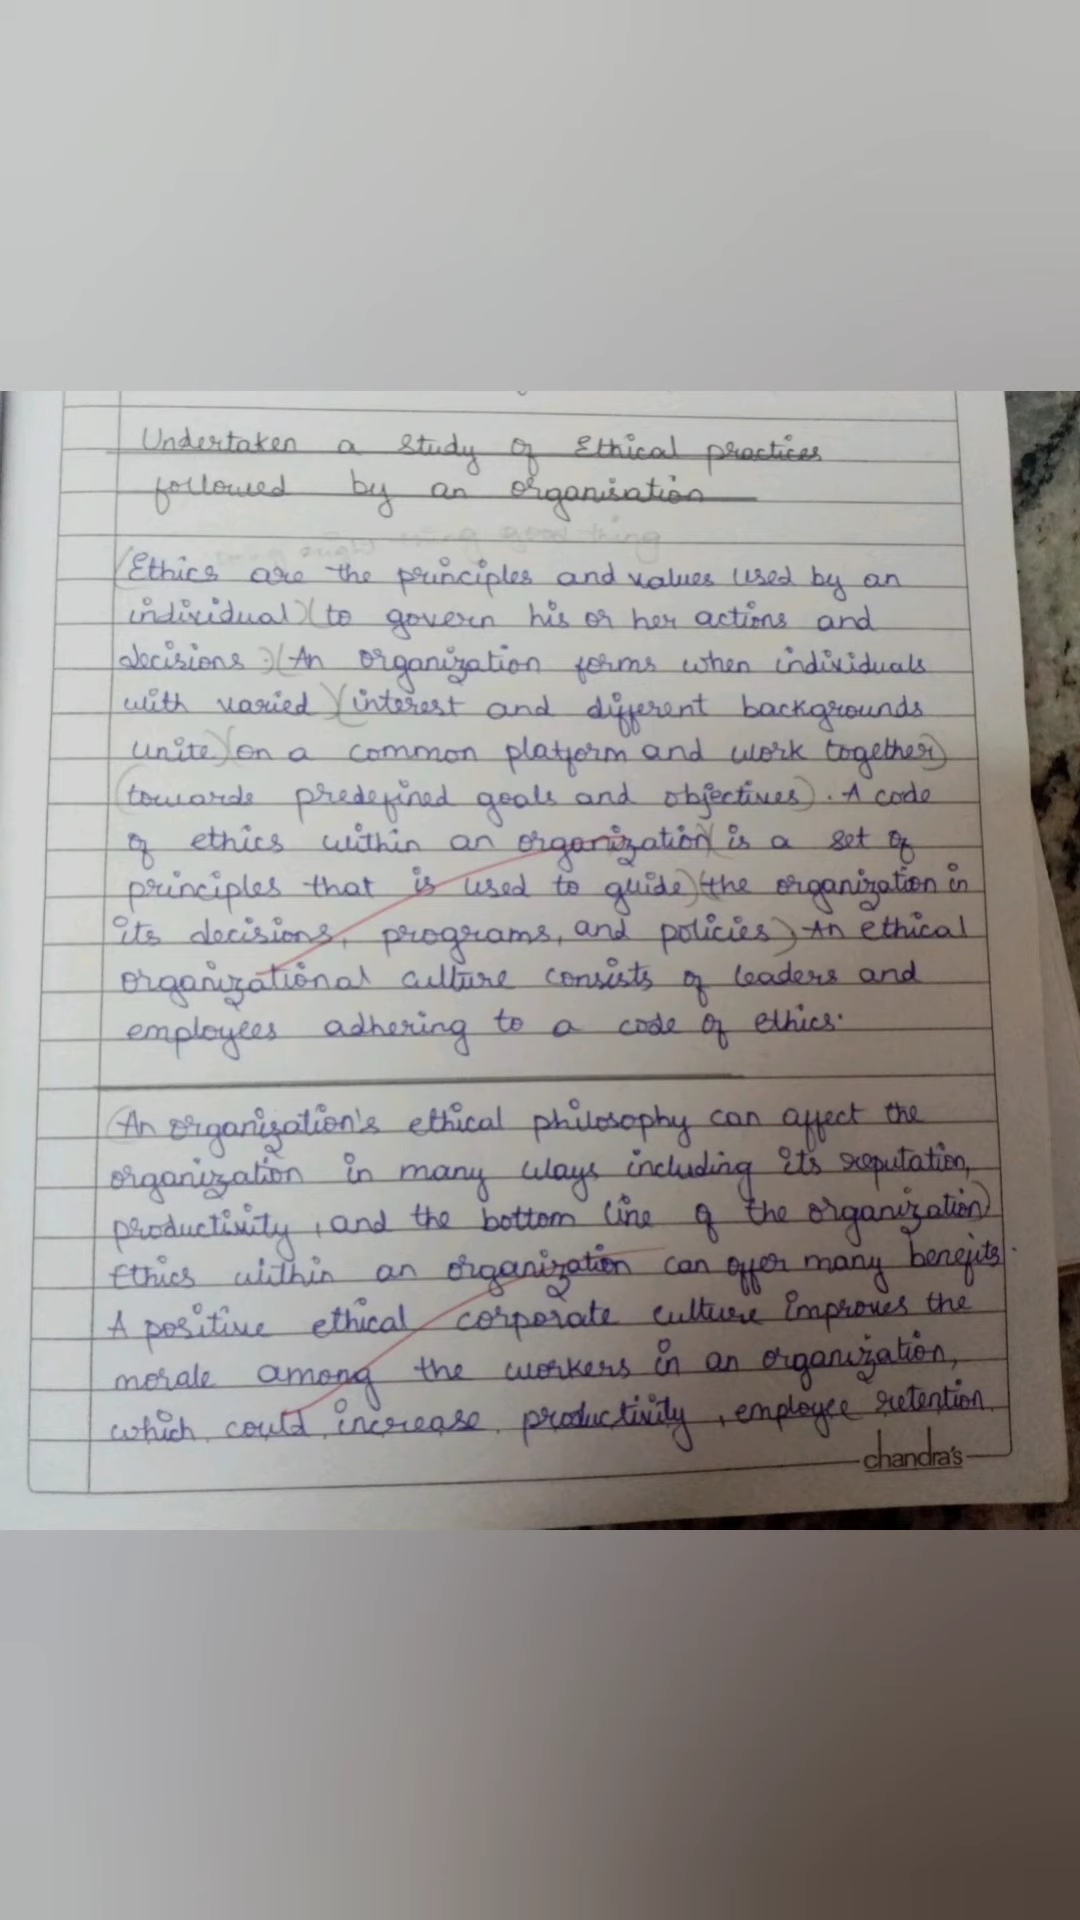 Undertaken a study of Ethical practices
followed by an organisation
Ethics are the principles and values used by an
individual)(to govern his or her actions and
decisions.)(An organization forms when individuals
with varied)(interest and different backgrounds
unite)(on a common platform and work together)
(towards predefined goals and objectives). A code
of ethics within an organization)(is a set of
principles that is used to guide)(the organization in
its decisions, programs, and policies) An ethical
organizational culture consists of leaders and
employees adhering to a code of ethics.
(An organization's ethical philosophy can affect the
organization in many ways including its reputation,
productivity, and the bottom line of the organization)
Ethics within an organization can offer many benefits.
A positive ethical corporate culture improves the
morale among the workers in an organization,
which could increase productivity, employee retention
chandra's